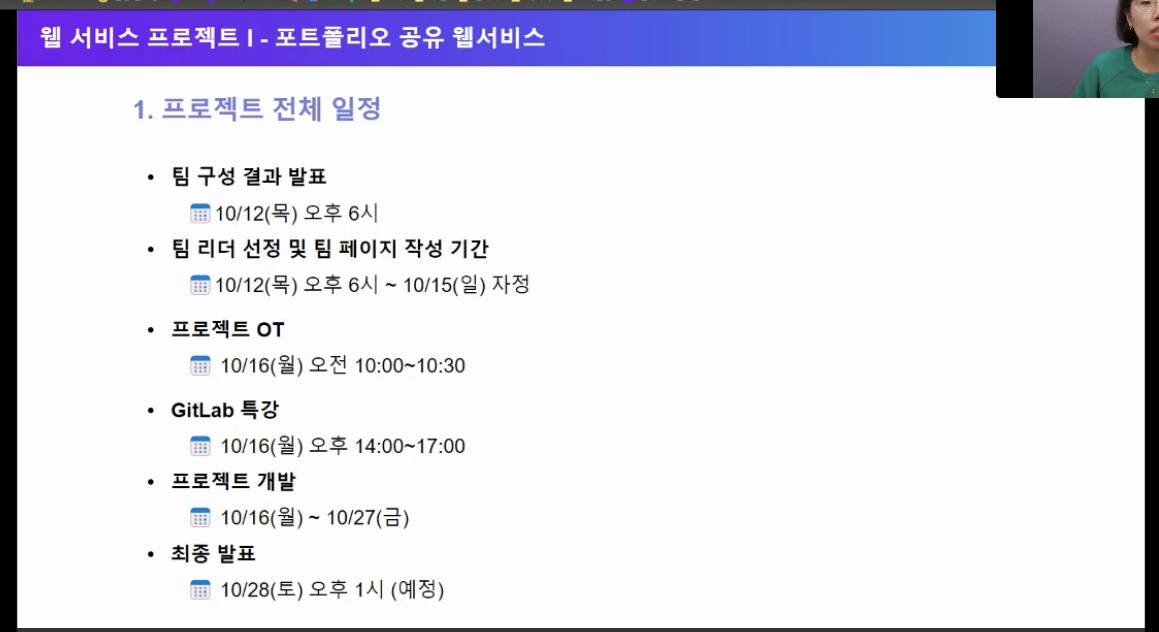 웹 서비스 프로젝트 I - 포트폴리오 공유 웹서비스
1. 프로젝트 전체 일정
• 팀 구성 결과 발표
10/12(목) 오후 6시
• 팀 리더 선정 및 팀 페이지 작성 기간
10/12(목) 오후 6시 ~ 10/15(일) 자정
• 프로젝트 OT
10/16(월) 오전 10:00~10:30
• GitLab 특강
10/16(월) 오후 14:00~17:00
• 프로젝트 개발
10/16(월) ~ 10/27(금)
• 최종 발표
10/28(토) 오후 1시 (예정)